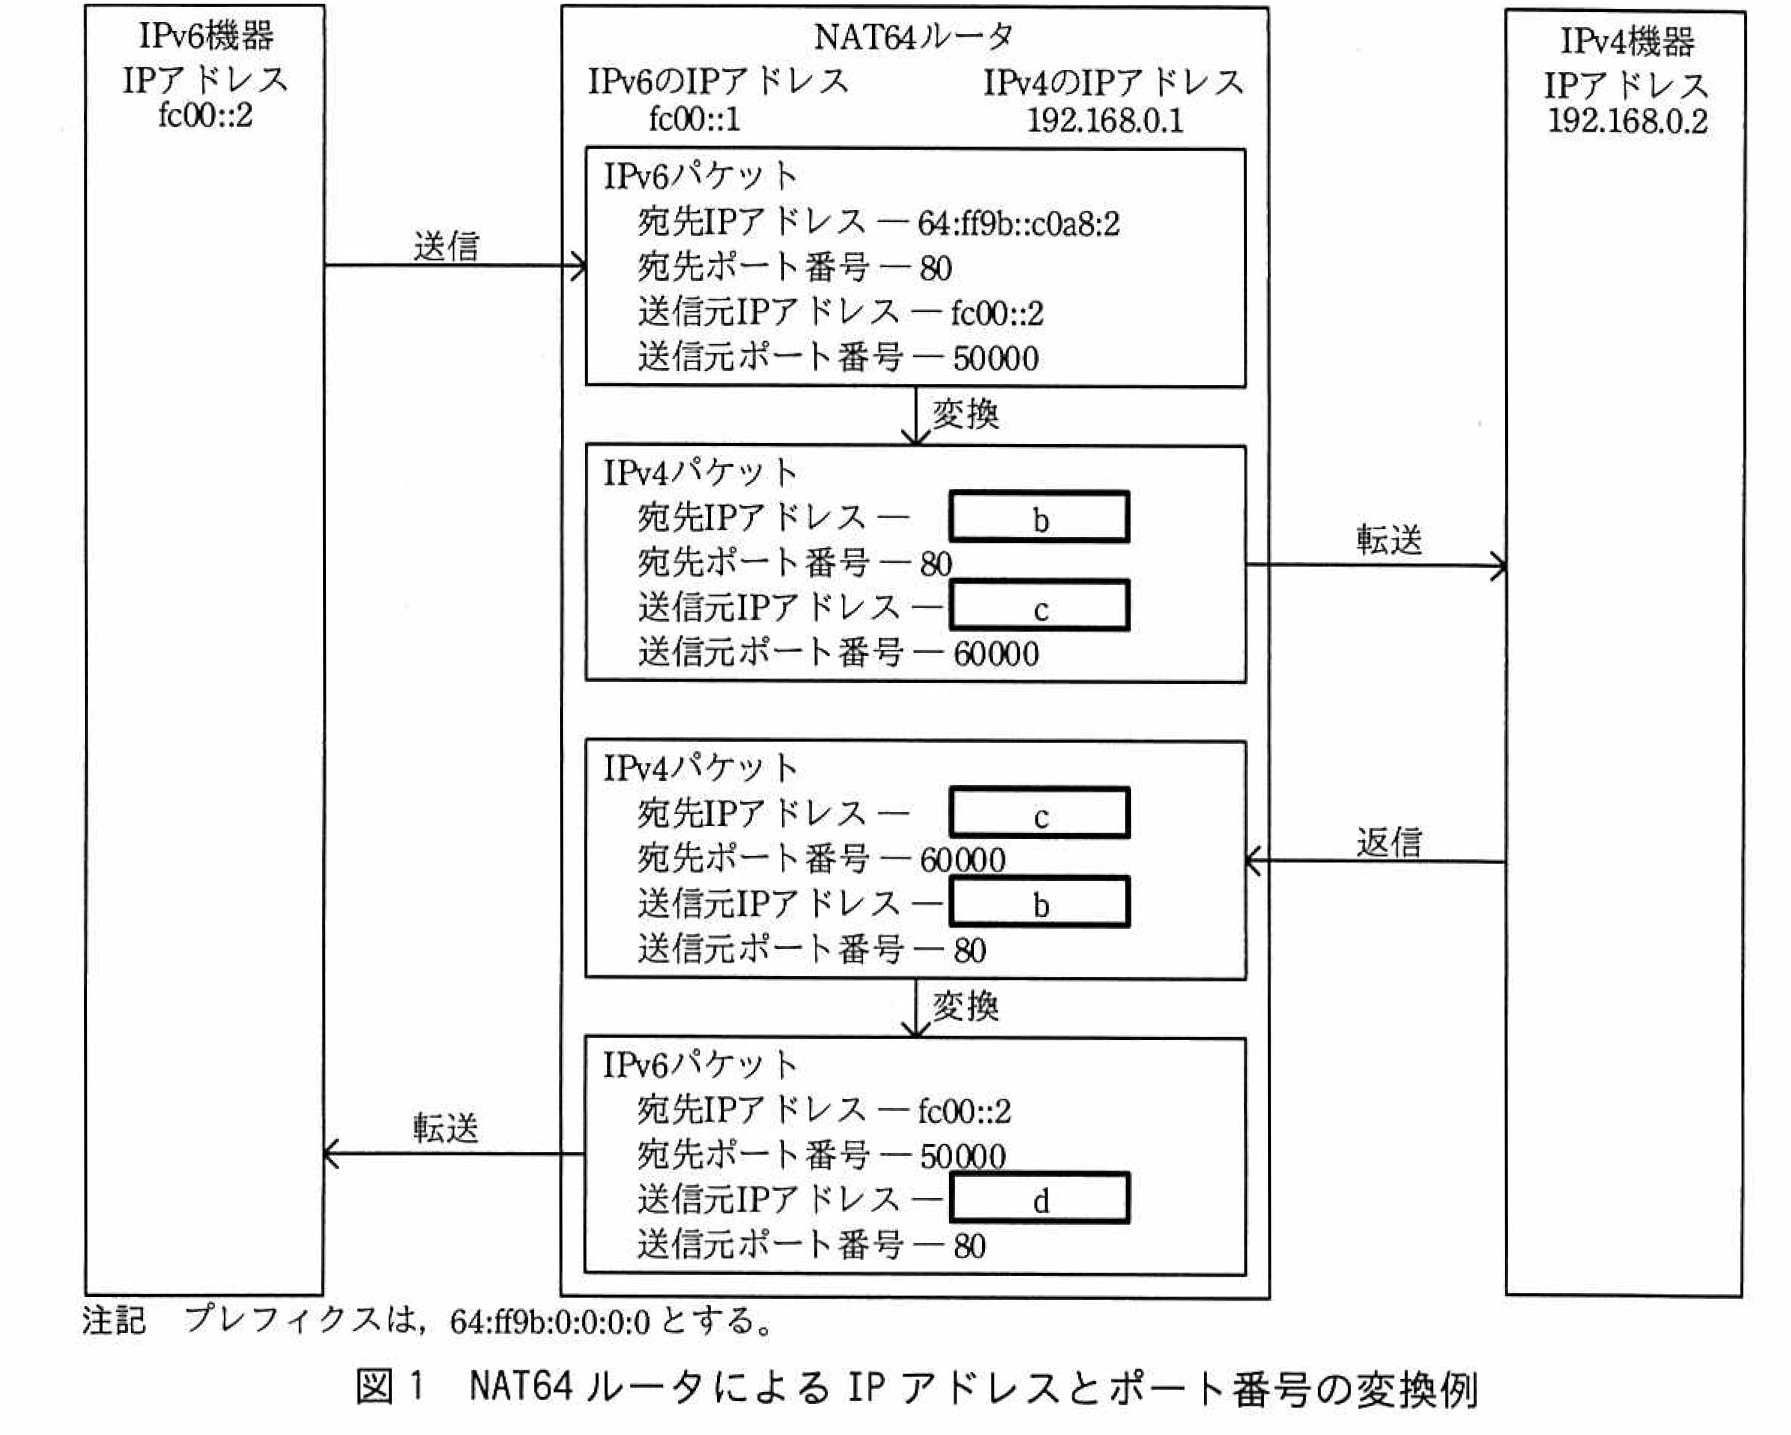 IPv6機器
IPアドレス
fc00::2
NAT64ルータ
IPv6のIPアドレス
fc00::1
IPv4のIPアドレス
192.168.0.1
IPv4機器
IPアドレス
192.168.0.2
IPv6パケット
宛先IPアドレス — 64:ff9b::c0a8:2
宛先ポート番号 — 80
送信元IPアドレス — fc00::2
送信元ポート番号 — 50000
送信
変換
IPv4パケット
宛先IPアドレス — b
宛先ポート番号 — 80
送信元IPアドレス — c
送信元ポート番号 — 60000
転送
IPv4パケット
宛先IPアドレス — c
宛先ポート番号 — 60000
送信元IPアドレス — b
送信元ポート番号 — 80
返信
変換
IPv6パケット
宛先IPアドレス — fc00::2
宛先ポート番号 — 50000
送信元IPアドレス — d
送信元ポート番号 — 80
転送
注記　プレフィクスは，64:ff9b:0:0:0:0 とする。
図 1　NAT64 ルータによる IP アドレスとポート番号の変換例